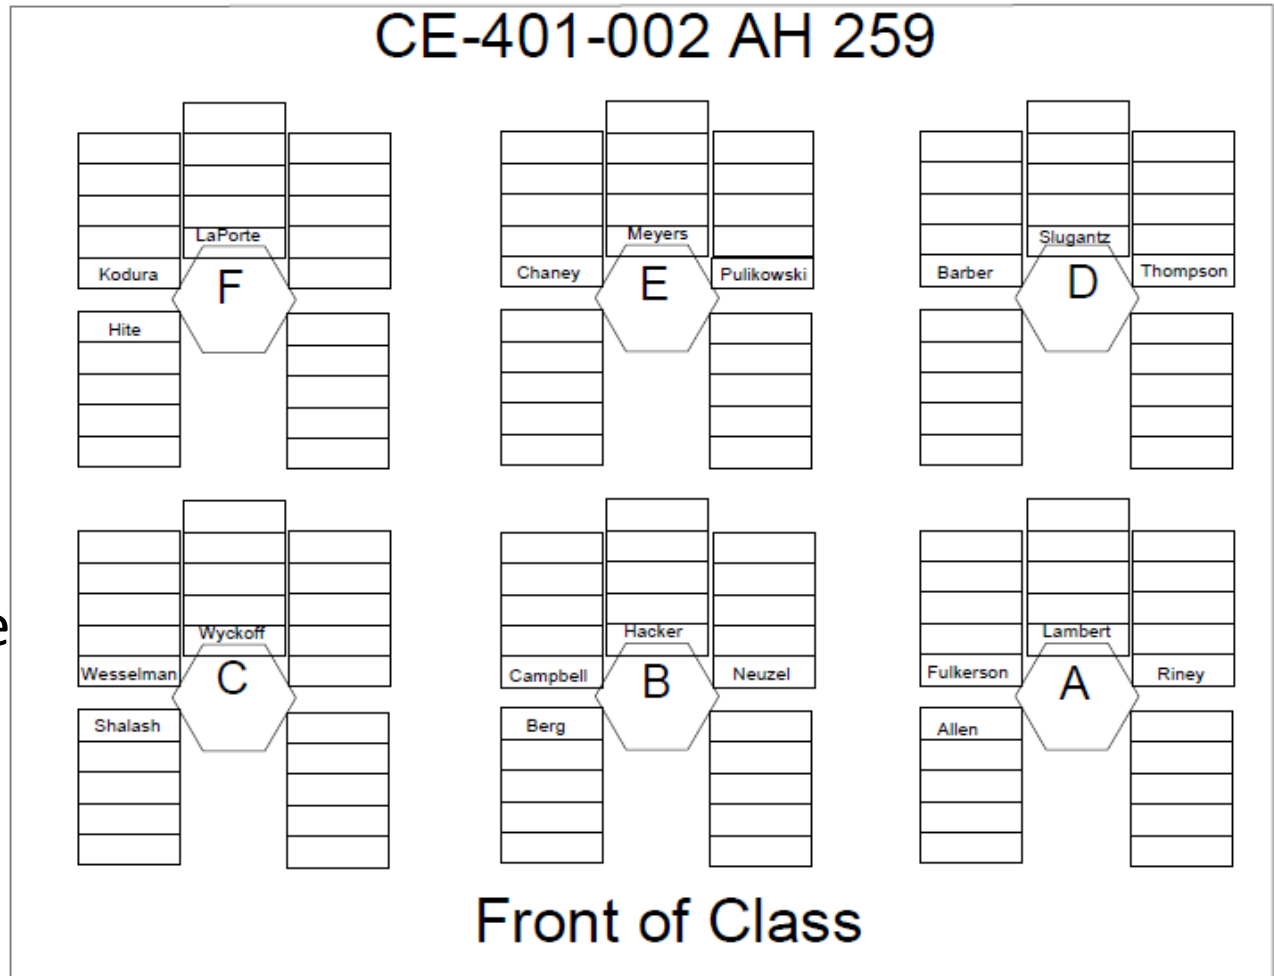 CE-401-002 AH 259
LaPorte Meyers Slugantz
Kodura F Chaney E Pulikowski Barber D Thompson
Hite
e
Wyckoff Hacker Lambert
Wesselman C Campbell B Neuzel Fulkerson A Riney
Shalash Berg Allen
Front of Class